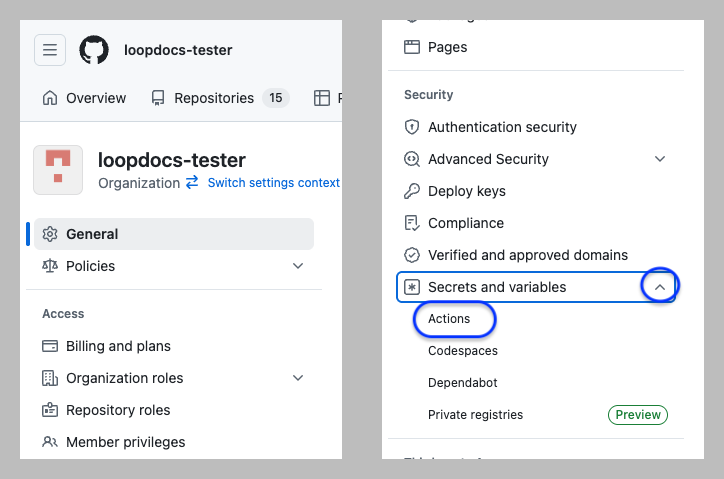 loopdocs-tester
Overview
Repositories 15
loopdocs-tester
Organization Switch settings context
General
Policies
Access
Billing and plans
Organization roles
Repository roles
Member privileges
Pages
Security
Authentication security
Advanced Security
Deploy keys
Compliance
Verified and approved domains
Secrets and variables
Actions
Codespaces
Dependabot
Private registries Preview